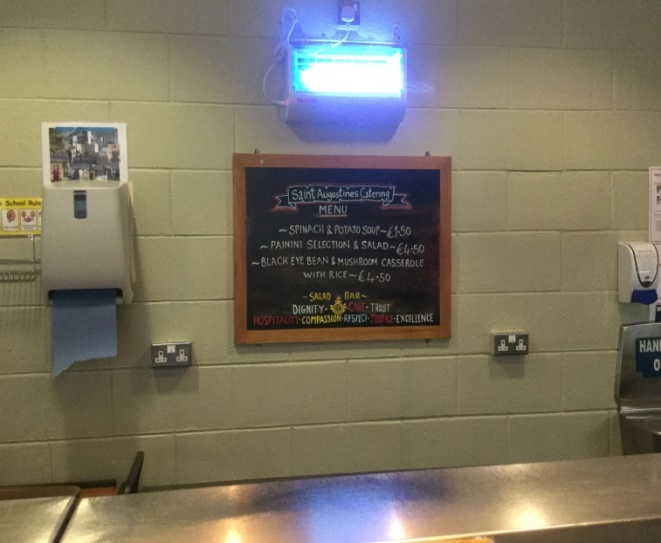 School Rule
Saint Augustines Catering
MENU
~SPINACH & POTATO SOUP~€1.50
~PAININI SELECTION & SALAD~€4.50
~BLACK EYE BEAN & MUSHROOM CASSEROLE
WITH RICE~€4.50
~SALAD BAR~
DIGNITY- CARE- TRUST
HOSPITALITY-COMPASSION-RESPECT-JUSTICE-EXCELLENCE
HAN
O